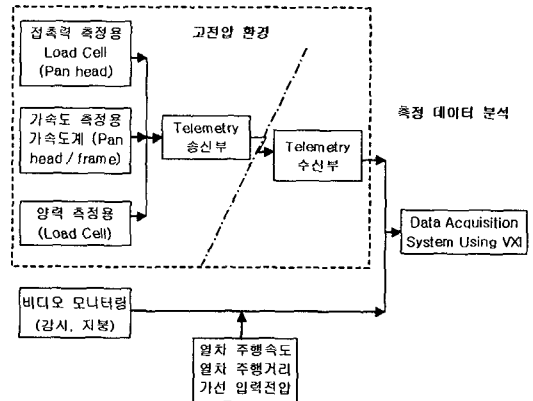 접촉력 측정용
Load Cell
(Pan head)
고전압 환경
가속도 측정용
가속도계 (Pan
head / frame)
Telemetry
송신부
Telemetry
수신부
측정 데이터 분석
양력 측정용
(Load Cell)
Data Acquisition
System Using VXI
비디오 모니터링
(감시, 지붕)
열차 주행속도
열차 주행거리
가선 입력전압